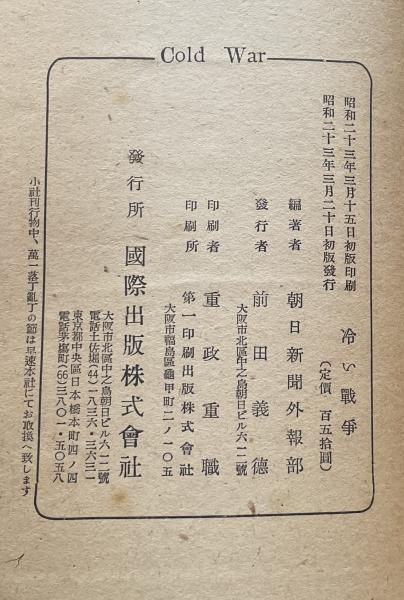 Cold War
昭和二十三年三月十五日初版印刷
昭和二十三年三月二十日初版發行
冷い戰爭
（定價 百五拾圓）
編著者 朝日新聞外報部
發行者 前田義德
大阪市北區中之島朝日ビル六一二號
印刷者 重政重職
印刷所 第一印刷出版株式會社
大阪市福島區龜甲町二ノ一〇五
發行所 國際出版株式會社
大阪市北區中之島朝日ビル六一二號
電話土佐堀(44)一八三六・三六三一
東京都中央區日本橋本町四ノ四
電話茅場町(66)三八〇一・五〇五八
小社刊行物中、萬一落丁亂丁の節は早速本社にてお取換へ致します